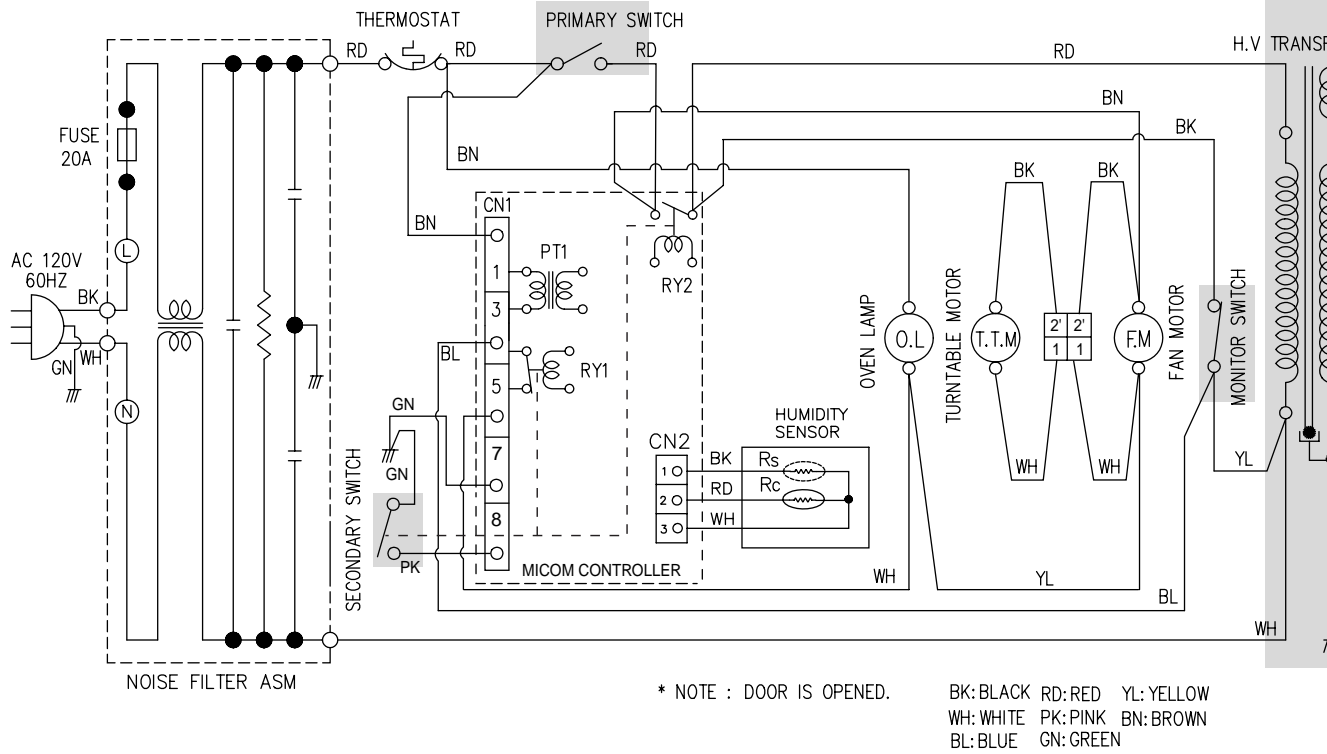 THERMOSTAT
PRIMARY SWITCH
H.V TRANSF
RD
RD
RD
RD
BN
BK
FUSE
20A
BN
BK
BK
L
BN
CN1
PT1
RY2
AC 120V
60HZ
BK
WH
GN
N
1
3
BL
5
RY1
7
8
OVEN LAMP
O.L
TURNTABLE MOTOR
T.T.M
2' 2'
1 1
F.M
FAN MOTOR
MONITOR SWITCH
GN
GN
SECONDARY SWITCH
PK
HUMIDITY
SENSOR
CN2
1
2
3
BK
RD
WH
Rs
Rc
WH
WH
YL
MICOM CONTROLLER
WH
YL
BL
WH
NOISE FILTER ASM
* NOTE : DOOR IS OPENED.
BK:BLACK RD:RED YL:YELLOW
WH:WHITE PK:PINK BN:BROWN
BL:BLUE GN:GREEN